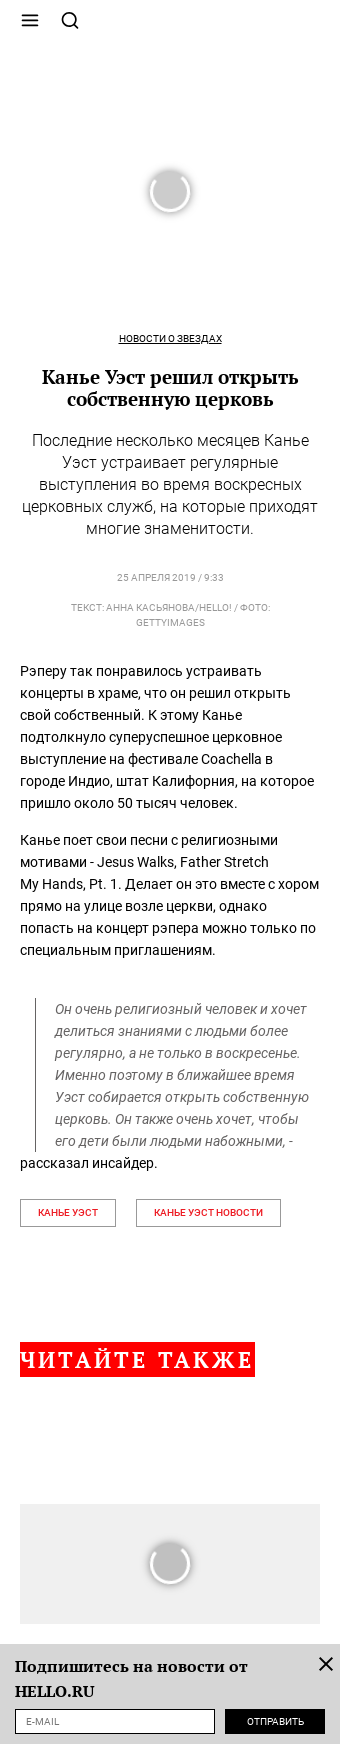 НОВОСТИ О ЗВЕЗДАХ
Канье Уэст решил открыть
собственную церковь
Последние несколько месяцев Канье
Уэст устраивает регулярные
выступления во время воскресных
церковных служб, на которые приходят
многие знаменитости.
25 АПРЕЛЯ 2019 / 9:33
ТЕКСТ: АННА КАСЬЯНОВА/HELLO! / ФОТО:
GETTYIMAGES
Рэперу так понравилось устраивать
концерты в храме, что он решил открыть
свой собственный. К этому Канье
подтолкнуло суперуспешное церковное
выступление на фестивале Coachella в
городе Индио, штат Калифорния, на которое
пришло около 50 тысяч человек.
Канье поет свои песни с религиозными
мотивами - Jesus Walks, Father Stretch
My Hands, Pt. 1. Делает он это вместе с хором
прямо на улице возле церкви, однако
попасть на концерт рэпера можно только по
специальным приглашениям.
Он очень религиозный человек и хочет
делиться знаниями с людьми более
регулярно, а не только в воскресенье.
Именно поэтому в ближайшее время
Уэст собирается открыть собственную
церковь. Он также очень хочет, чтобы
его дети были людьми набожными, -
рассказал инсайдер.
КАНЬЕ УЭСТ
КАНЬЕ УЭСТ НОВОСТИ
ЧИТАЙТЕ ТАКЖЕ
Подпишитесь на новости от
HELLO.RU
E-MAIL
ОТПРАВИТЬ